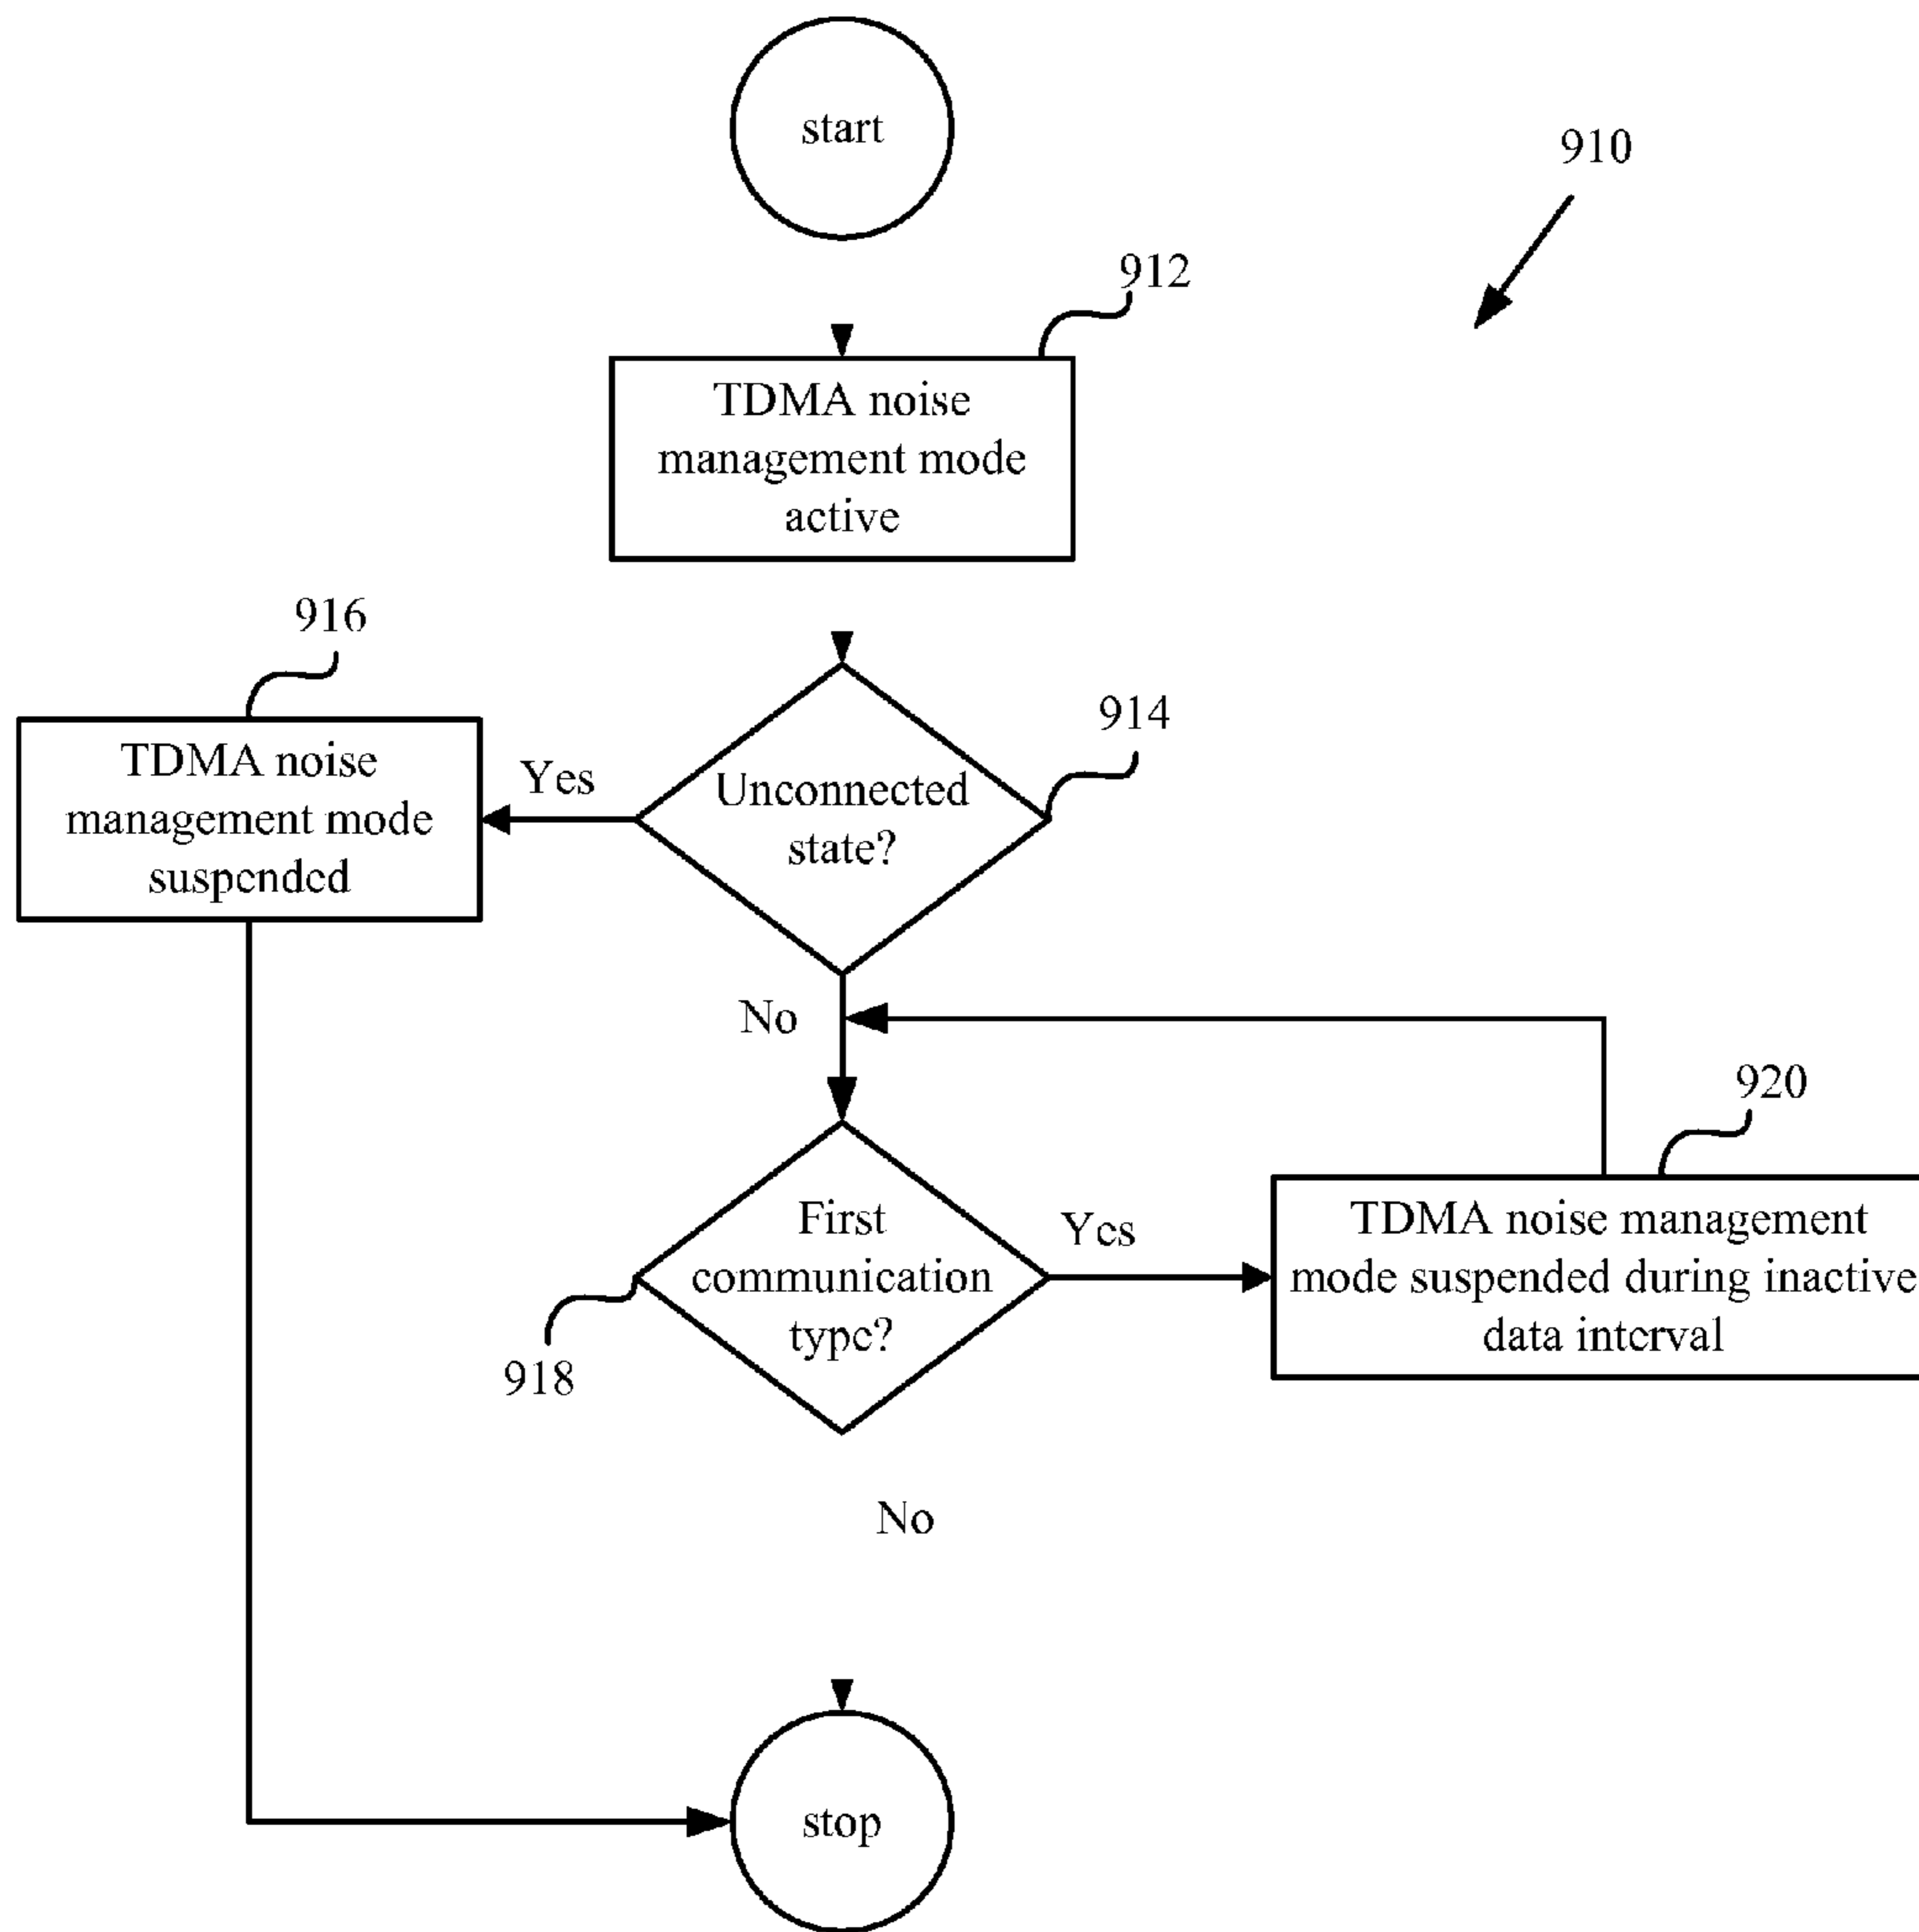 start
910
912
TDMA noise
management mode
active
916
914
TDMA noise
management mode
suspended
Yes
Unconnected
state?
No
920
First
communication
type?
Yes
TDMA noise management
mode suspended during inactive
data interval
918
No
stop